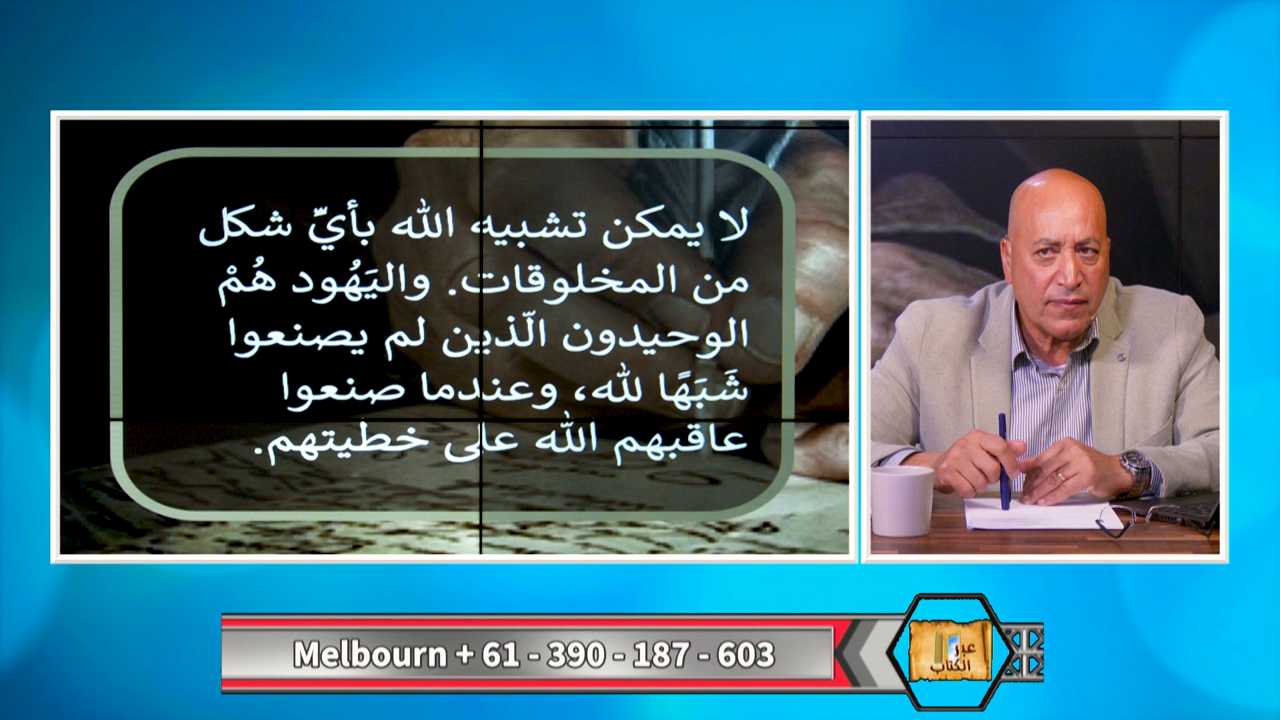 لا يمكن تشبيه الله بأيِّ شكل
من المخلوقات. واليَهُود هُمْ
الوحيدون الّذين لم يصنعوا
شَبَهًا لله، وعندما صنعوا
عاقبهم الله على خطيتهم.
Melbourn + 61 - 390 - 187 - 603
عبر
الكتاب